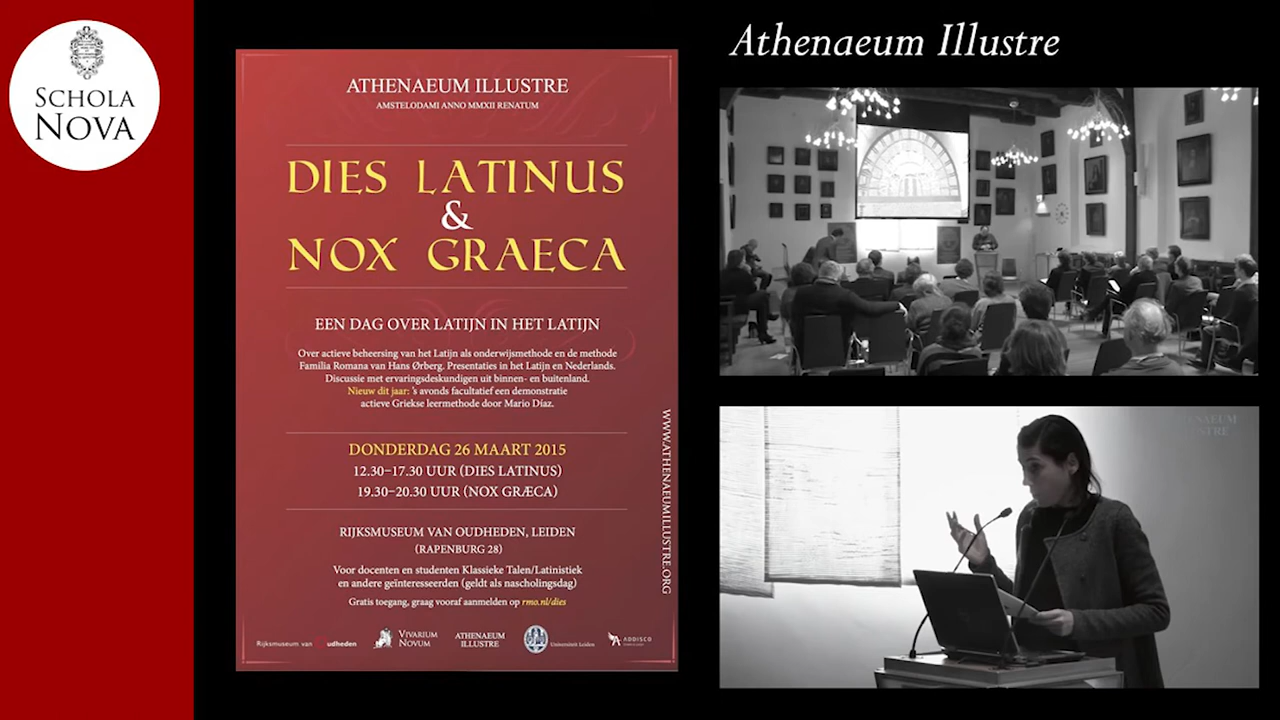 SCHOLA
NOVA
Athenaeum Illustre
ATHENAEUM ILLUSTRE
AMSTELODAMI ANNO MMXII RENATUM
DIES LATINUS
&
NOX GRAECA
EEN DAG OVER LATIJN IN HET LATIJN
Over actieve beheersing van het Latijn als onderwijsmethode en de methode
Familia Romana van Hans Ørberg. Presentaties in het Latijn en Nederlands.
Discussie met ervaringsdeskundigen uit binnen- en buitenland.
Nieuw dit jaar: 's avonds facultatief een demonstratie
actieve Griekse leermethode door Mario Díaz.
DONDERDAG 26 MAART 2015
12.30–17.30 UUR (DIES LATINUS)
19.30–20.30 UUR (NOX GRÆCA)
RIJKSMUSEUM VAN OUDHEDEN, LEIDEN
(RAPENBURG 28)
Voor docenten en studenten Klassieke Talen/Latinistiek
en andere geïnteresseerden (geldt als nascholingsdag)
Gratis toegang, graag vooraf aanmelden op rmo.nl/dies
WWW.ATHENAEUMILLUSTRE.ORG
Rijksmuseum van Oudheden
VIVARIUM
NOVUM
ATHENAEUM
ILLUSTRE
Universiteit Leiden
ADDISCO